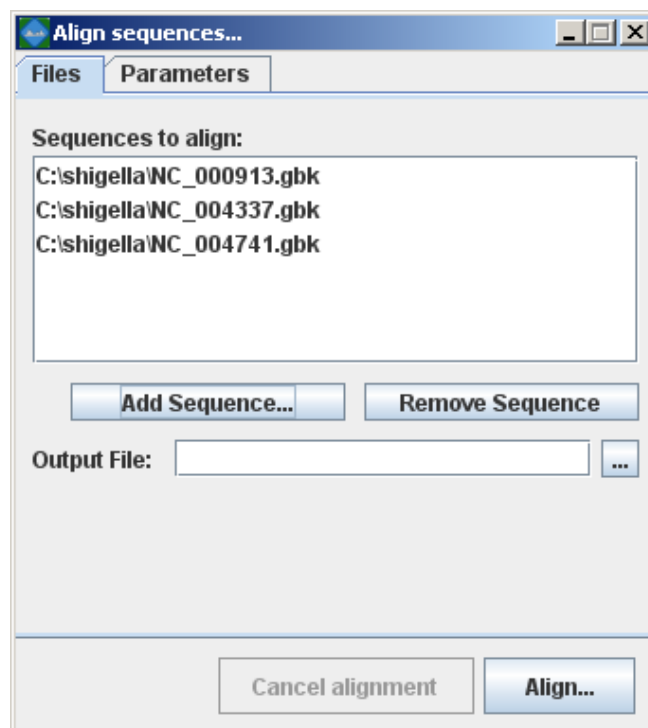 Align sequences...
Files Parameters
Sequences to align:
C:\shigella\NC_000913.gbk
C:\shigella\NC_004337.gbk
C:\shigella\NC_004741.gbk
Add Sequence... Remove Sequence
Output File: ...
Cancel alignment Align...